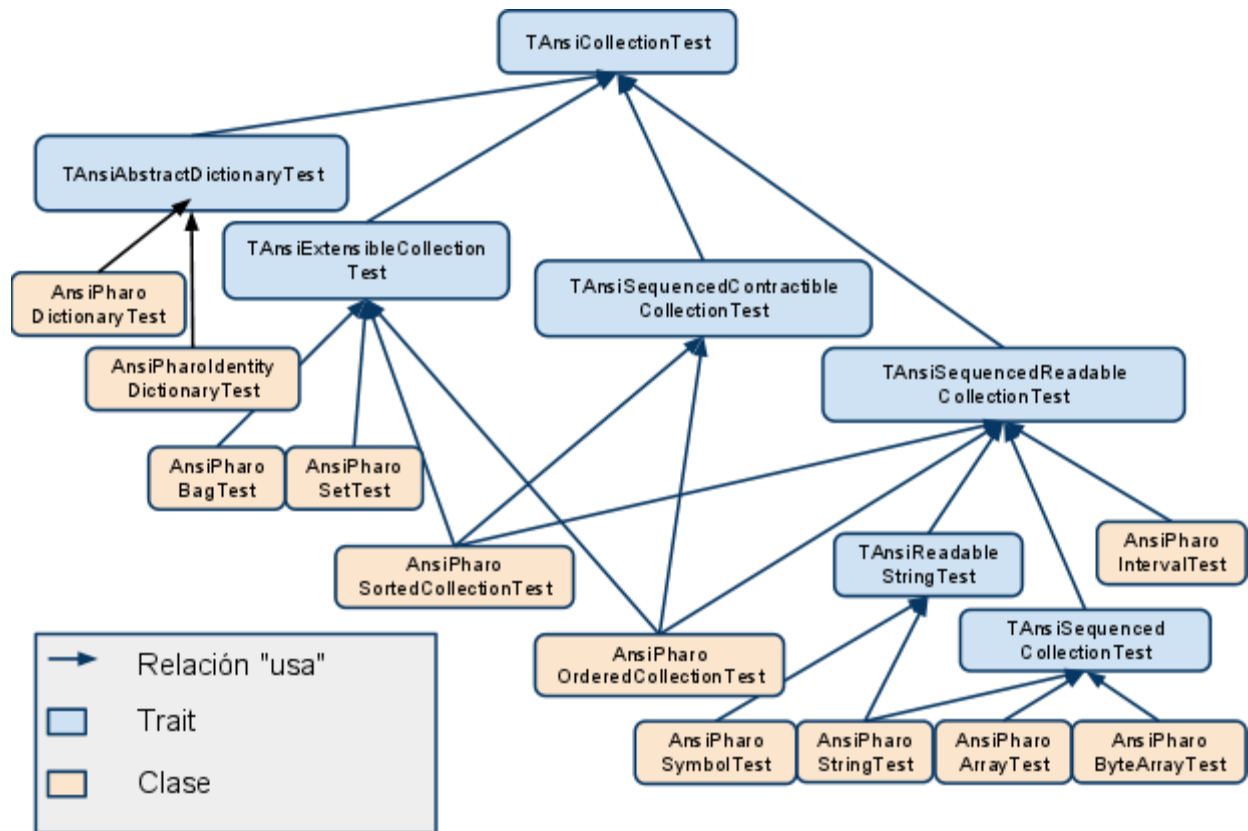 TAnsiCollectionTest
TAnsiAbstractDictionaryTest
TAnsiExtensibleCollection
Test
TAnsiSequencedContractible
CollectionTest
TAnsiSequencedReadable
CollectionTest
AnsiPharo
DictionaryTest
AnsiPharoIdentity
DictionaryTest
AnsiPharo
BagTest
AnsiPharo
SetTest
AnsiPharo
SortedCollectionTest
TAnsiReadable
StringTest
AnsiPharo
IntervalTest
AnsiPharo
OrderedCollectionTest
TAnsiSequenced
CollectionTest
AnsiPharo
SymbolTest
AnsiPharo
StringTest
AnsiPharo
ArrayTest
AnsiPharo
ByteArrayTest
Relación "usa"
Trait
Clase